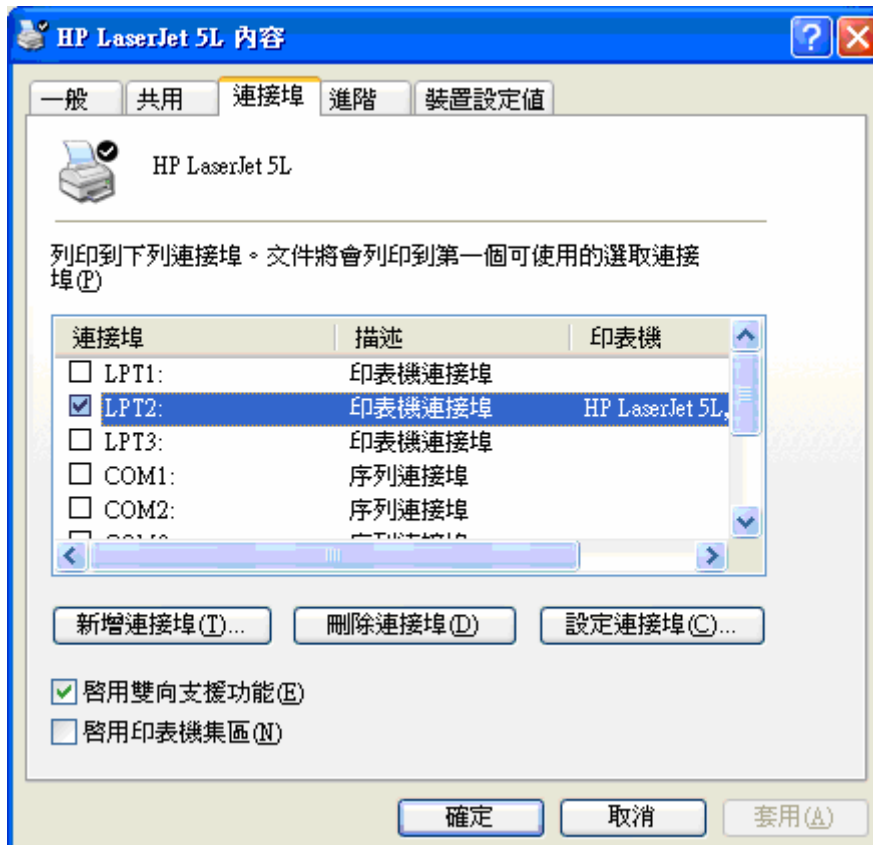 HP LaserJet 5L 內容
一般 共用 連接埠 進階 裝置設定值
HP LaserJet 5L
列印到下列連接埠。文件將會列印到第一個可使用的選取連接
埠(P)
連接埠 描述 印表機
LPT1: 印表機連接埠
LPT2: 印表機連接埠 HP LaserJet 5L,
LPT3: 印表機連接埠
COM1: 序列連接埠
COM2: 序列連接埠
新增連接埠(T)... 刪除連接埠(D) 設定連接埠(C)...
啓用雙向支援功能(E)
啓用印表機集區(N)
確定 取消 套用(A)